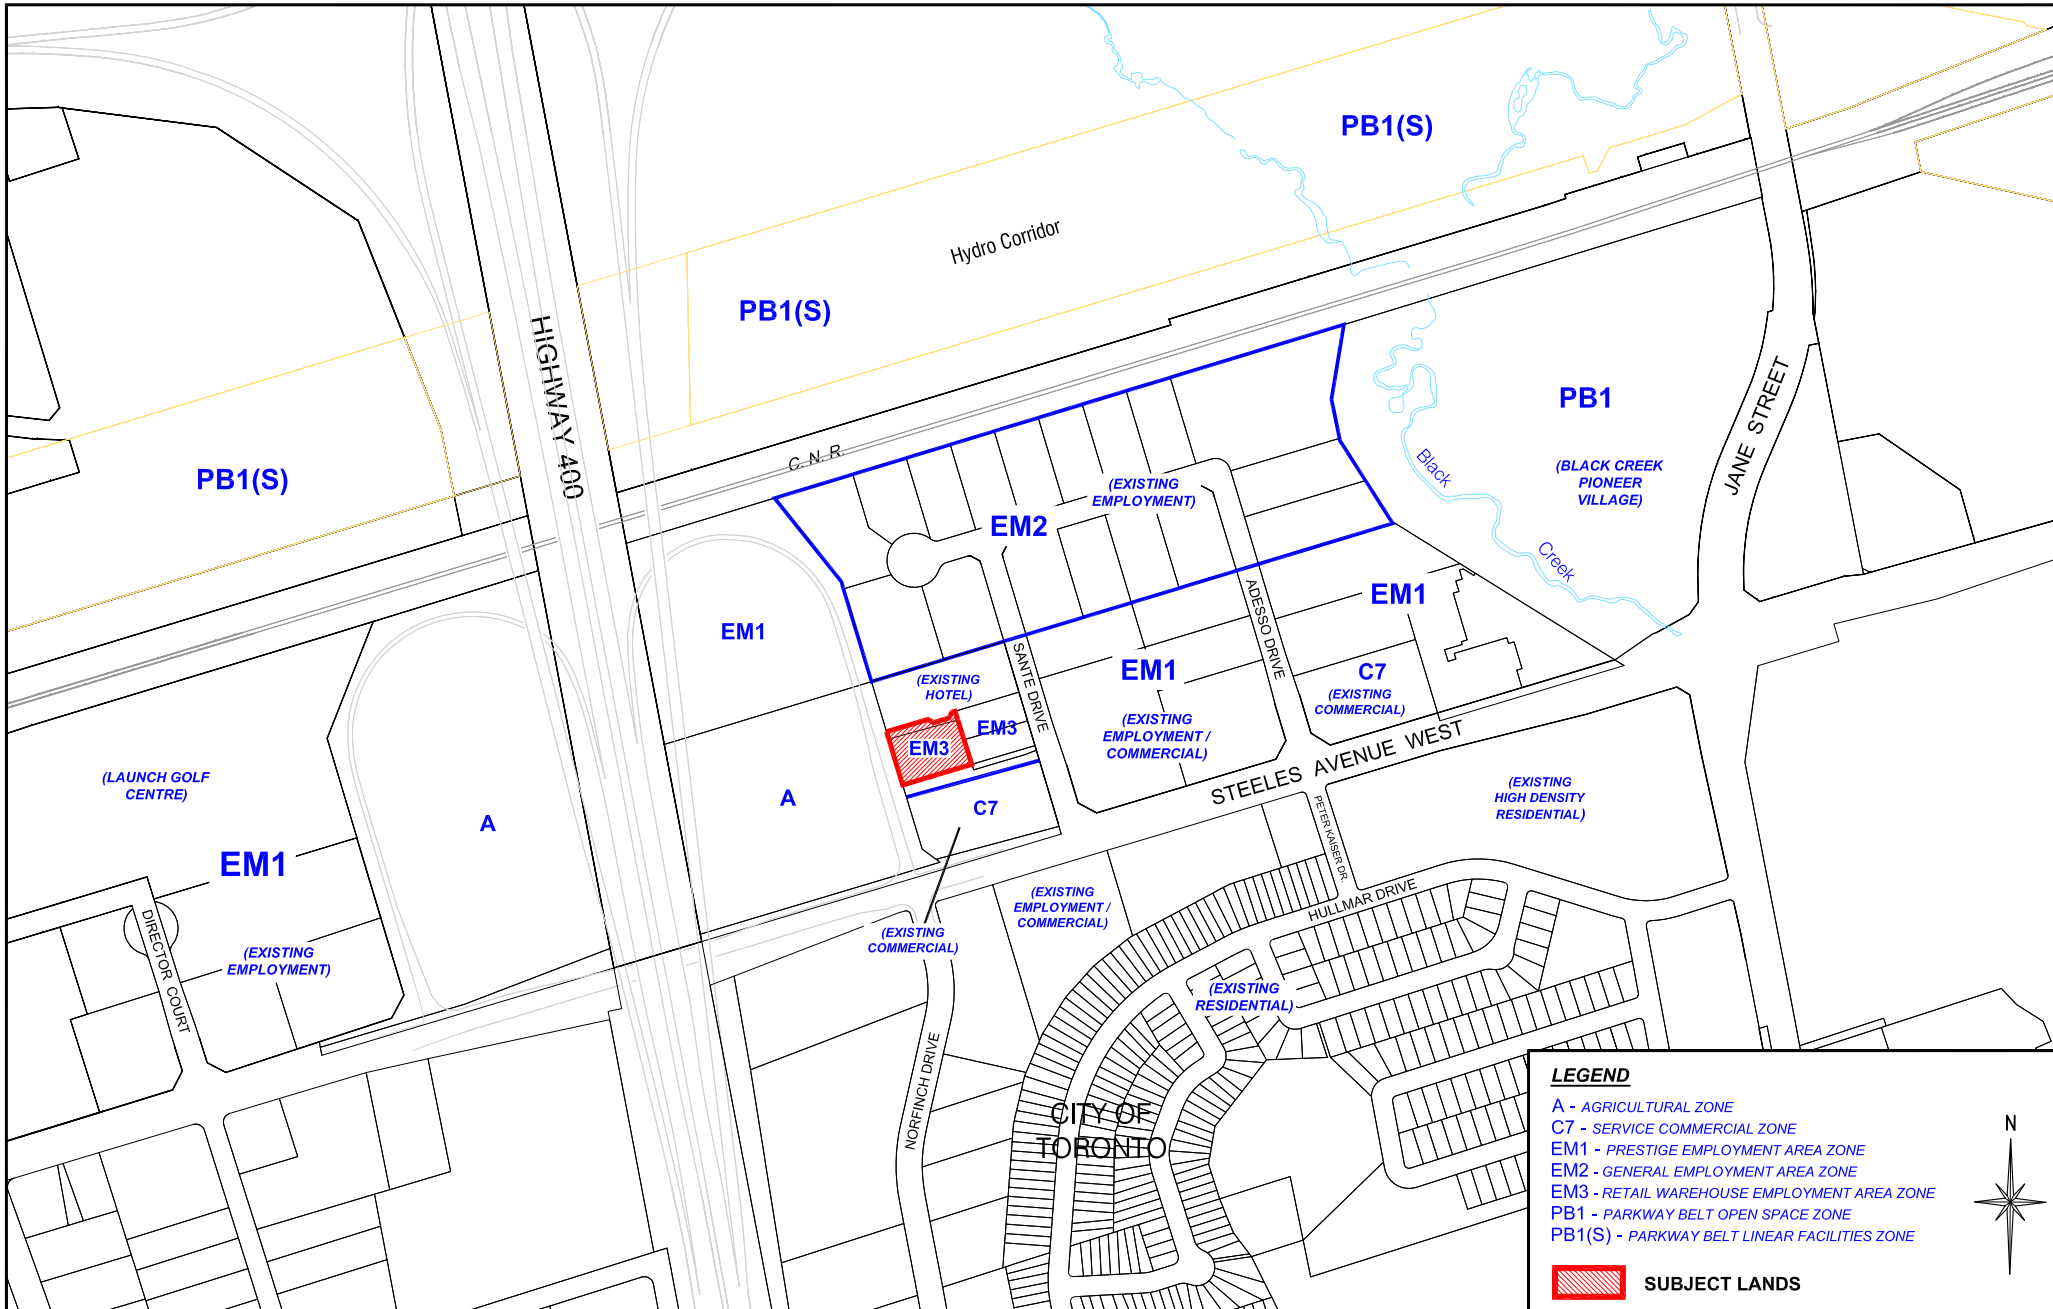 PB1(S)
Hydro Corridor
PB1(S)
HIGHWAY 400
PB1(S)
C. N. R.
PB1
(BLACK CREEK
PIONEER
VILLAGE)
JANE STREET
Black
Creek
(EXISTING
EMPLOYMENT)
EM2
EM1
EM1
ADESSO DRIVE
SANTE DRIVE
(EXISTING
HOTEL)
EM1
C7
(EXISTING
COMMERCIAL)
(EXISTING
EMPLOYMENT /
COMMERCIAL)
EM3
EM3
STEELES AVENUE WEST
(LAUNCH GOLF
CENTRE)
A
A
C7
(EXISTING
HIGH DENSITY
RESIDENTIAL)
PETER KAISER DR.
EM1
HULLMAR DRIVE
(EXISTING
EMPLOYMENT /
COMMERCIAL)
(EXISTING
COMMERCIAL)
DIRECTOR COURT
(EXISTING
EMPLOYMENT)
(EXISTING
RESIDENTIAL)
NORFINCH DRIVE
CITY OF
TORONTO
LEGEND
A - AGRICULTURAL ZONE
C7 - SERVICE COMMERCIAL ZONE
EM1 - PRESTIGE EMPLOYMENT AREA ZONE
EM2 - GENERAL EMPLOYMENT AREA ZONE
EM3 - RETAIL WAREHOUSE EMPLOYMENT AREA ZONE
PB1 - PARKWAY BELT OPEN SPACE ZONE
PB1(S) - PARKWAY BELT LINEAR FACILITIES ZONE
N
SUBJECT LANDS